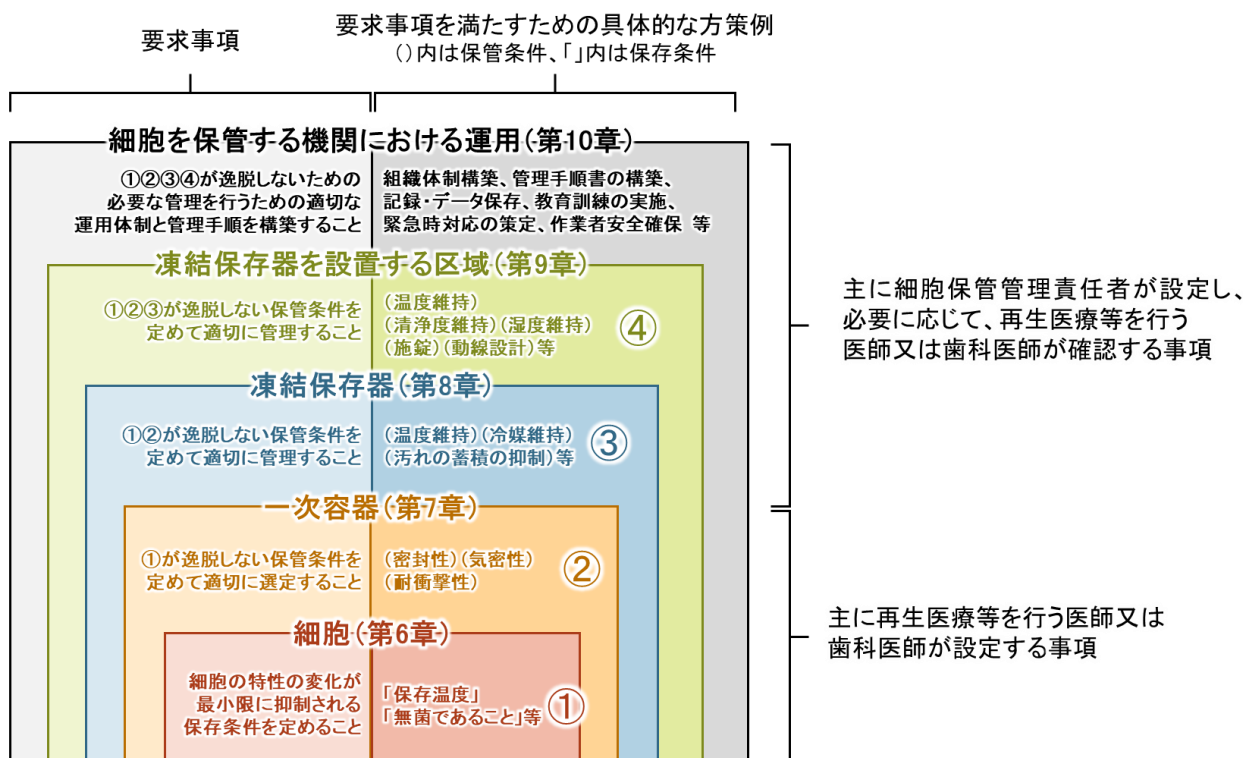 要求事項
要求事項を満たすための具体的な方策例
()内は保管条件、「」内は保存条件
細胞を保管する機関における運用(第10章)
①②③④が逸脱しないための
必要な管理を行うための適切な
運用体制と管理手順を構築すること
組織体制構築、管理手順書の構築、
記録・データ保存、教育訓練の実施、
緊急時対応の策定、作業者安全確保 等
凍結保存器を設置する区域(第9章)
①②③が逸脱しない保管条件を
定めて適切に管理すること
(温度維持)
(清浄度維持)(湿度維持)
(施錠)(動線設計)等
④
凍結保存器(第8章)
①②が逸脱しない保管条件を
定めて適切に管理すること
(温度維持)(冷媒維持)
(汚れの蓄積の抑制)等
③
一次容器(第7章)
①が逸脱しない保管条件を
定めて適切に選定すること
(密封性)(気密性)
(耐衝撃性)
②
細胞(第6章)
細胞の特性の変化が
最小限に抑制される
保存条件を定めること
「保存温度」
「無菌であること」等
①
主に細胞保管管理責任者が設定し、
必要に応じて、再生医療等を行う
医師又は歯科医師が確認する事項
主に再生医療等を行う医師又は
歯科医師が設定する事項